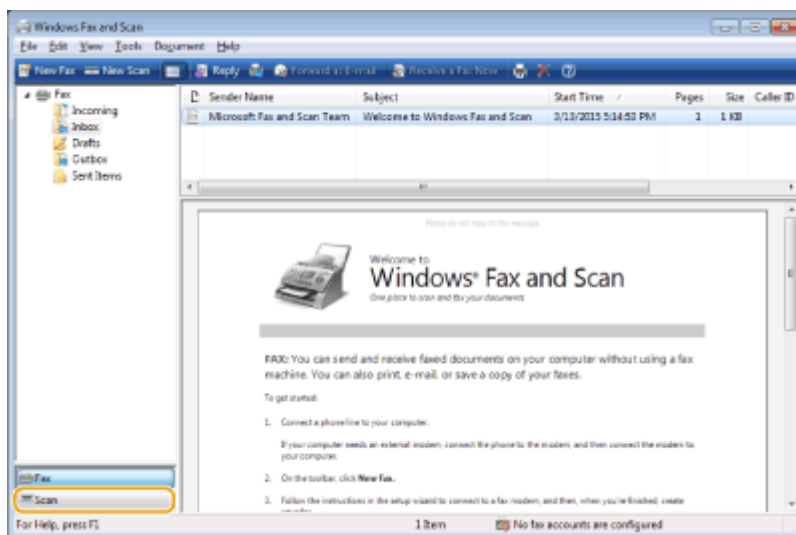 Windows Fax and Scan
File Edit View Tools Document Help
New Fax New Scan Reply Forward as E-mail Receive a Fax Now
Fax
Incoming
Inbox
Drafts
Outbox
Sent Items
Sender Name Subject Start Time Pages Size Caller ID
Microsoft Fax and Scan Team Welcome to Windows Fax and Scan 3/13/2015 5:14:53 PM 1 1 KB
Please do not reply to this message.
Welcome to
Windows® Fax and Scan
One place to scan and fax your documents
FAX: You can send and receive faxed documents on your computer without using a fax
machine. You can also print, e-mail, or save a copy of your faxes.
To get started:
1. Connect a phone line to your computer.
If your computer needs an external modem, connect the phone to the modem, and then connect the modem to
your computer.
2. On the toolbar, click New Fax.
3. Follow the instructions in the setup wizard to connect to a fax modem, and then, when you're finished, create
Fax
Scan
For Help, press F1 1 Item No fax accounts are configured